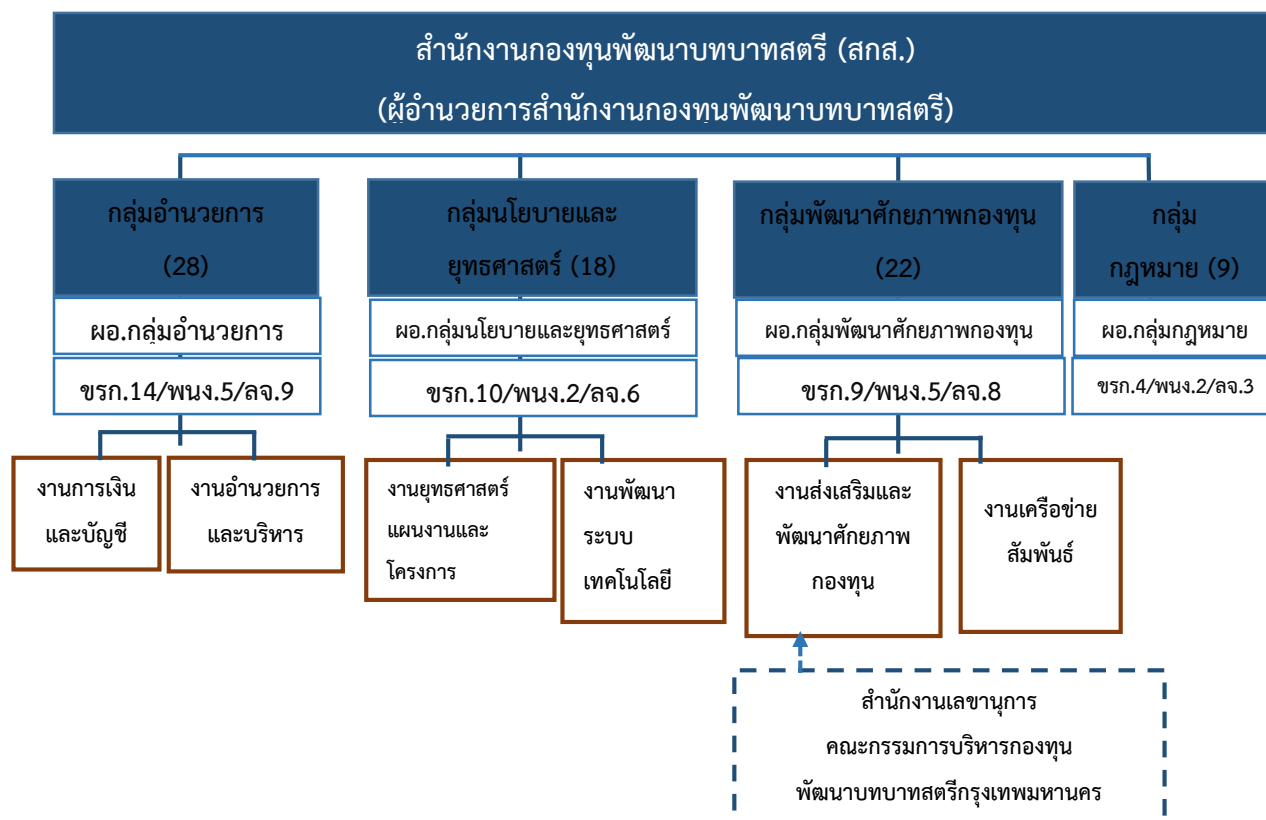 สำนักงานกองทุนพัฒนาบทบาทสตรี (สกส.)
(ผู้อำนวยการสำนักงานกองทุนพัฒนาบทบาทสตรี)
กลุ่มอำนวยการ
(28)
ผอ.กลุ่มอำนวยการ
ขรก.14/พนง.5/ลจ.9
งานการเงิน
และบัญชี
งานอำนวยการ
และบริหาร
กลุ่มนโยบายและ
ยุทธศาสตร์ (18)
ผอ.กลุ่มนโยบายและยุทธศาสตร์
ขรก.10/พนง.2/ลจ.6
งานยุทธศาสตร์
แผนงานและ
โครงการ
งานพัฒนา
ระบบ
เทคโนโลยี
กลุ่มพัฒนาศักยภาพกองทุน
(22)
ผอ.กลุ่มพัฒนาศักยภาพกองทุน
ขรก.9/พนง.5/ลจ.8
งานส่งเสริมและ
พัฒนาศักยภาพ
กองทุน
งานเครือข่าย
สัมพันธ์
สำนักงานเลขานุการ
คณะกรรมการบริหารกองทุน
พัฒนาบทบาทสตรีกรุงเทพมหานคร
กลุ่ม
กฎหมาย (9)
ผอ.กลุ่มกฎหมาย
ขรก.4/พนง.2/ลจ.3